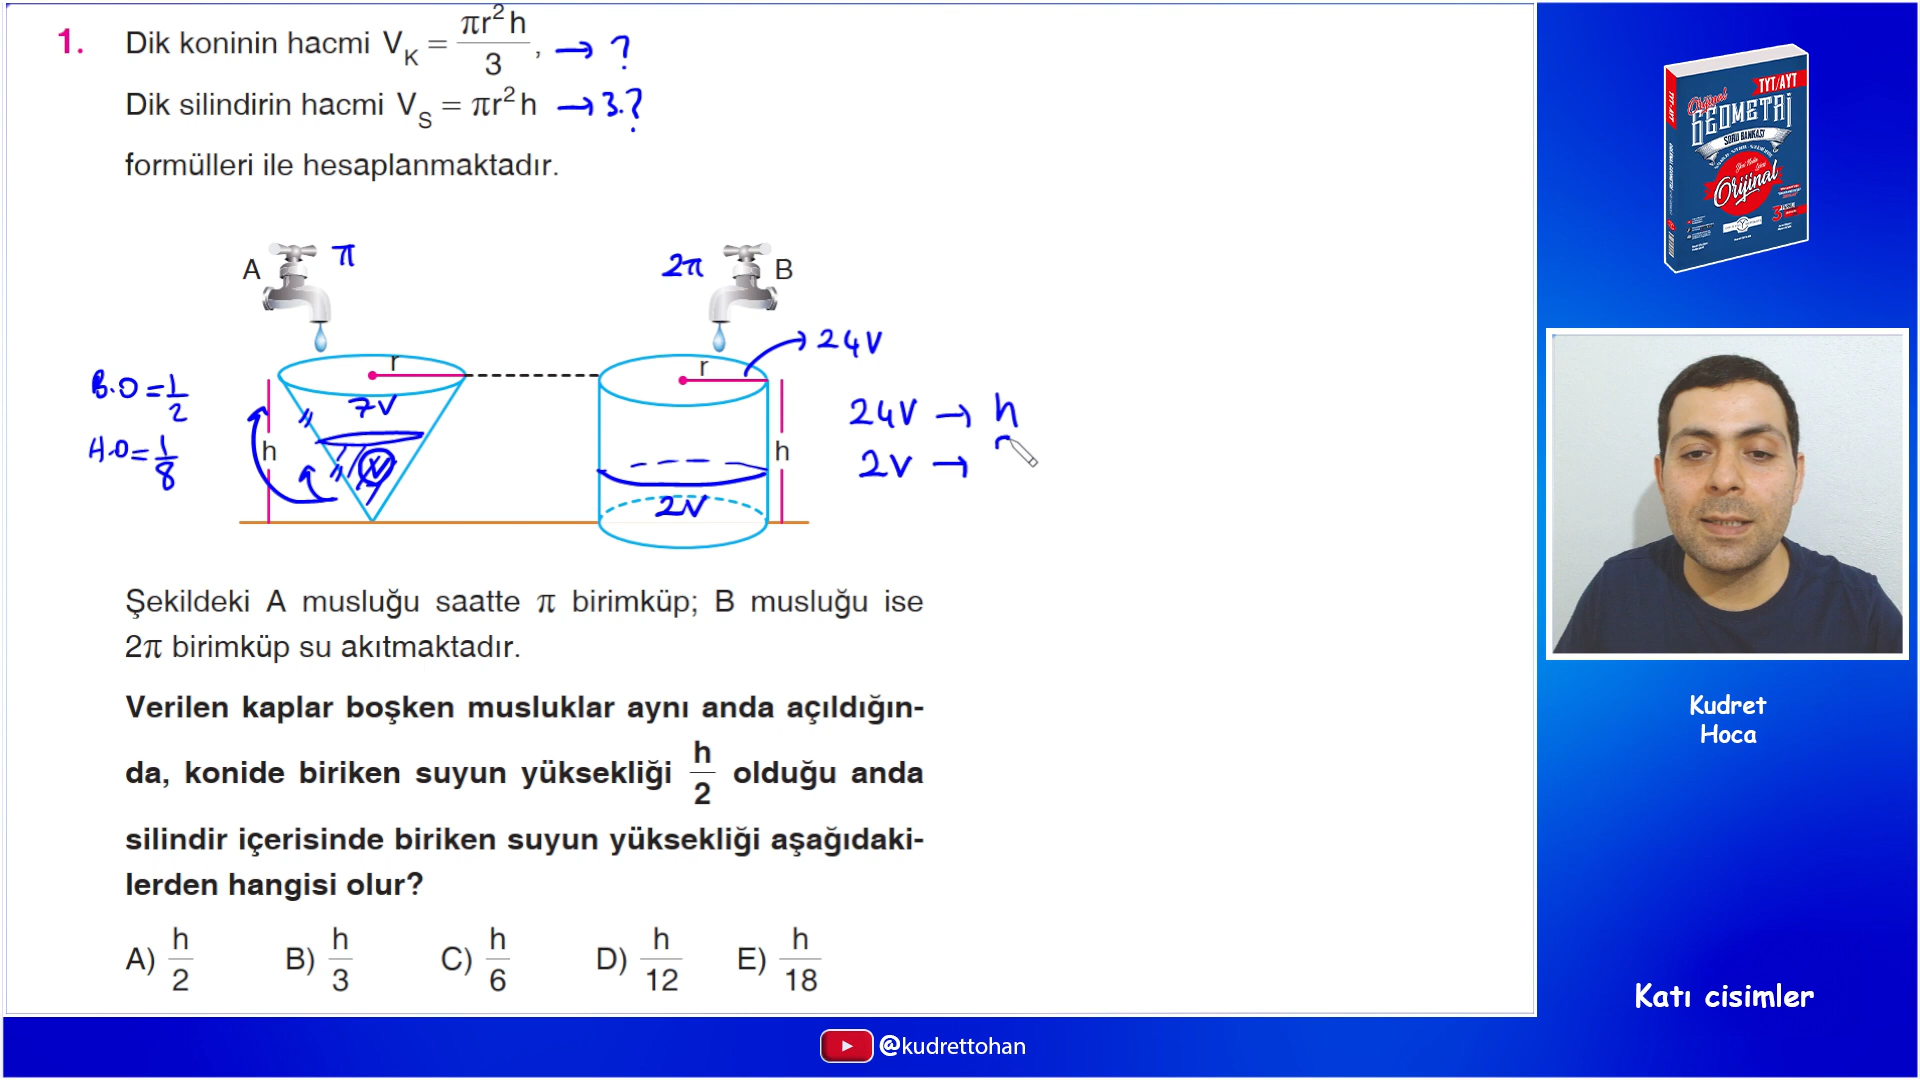 1. Dik koninin hacmi V_K = πr²h / 3 , → ?
Dik silindirin hacmi V_S = πr²h → 3.?
formülleri ile hesaplanmaktadır.
A π
2π B
r
r
24V
B.O = 1/2
7V
H.O = 1/8
h
V
h
2V
24V → h
2V →
Şekildeki A musluğu saatte π birimküp; B musluğu ise
2π birimküp su akıtmaktadır.
Verilen kaplar boşken musluklar aynı anda açıldığın-
da, konide biriken suyun yüksekliği h/2 olduğu anda
silindir içerisinde biriken suyun yüksekliği aşağıdaki-
lerden hangisi olur?
A) h/2 B) h/3 C) h/6 D) h/12 E) h/18
TYT/AYT
Orijinal
GEOMETRİ
SORU BANKASI
Orijinal
Kudret
Hoca
Katı cisimler
@kudrettohan